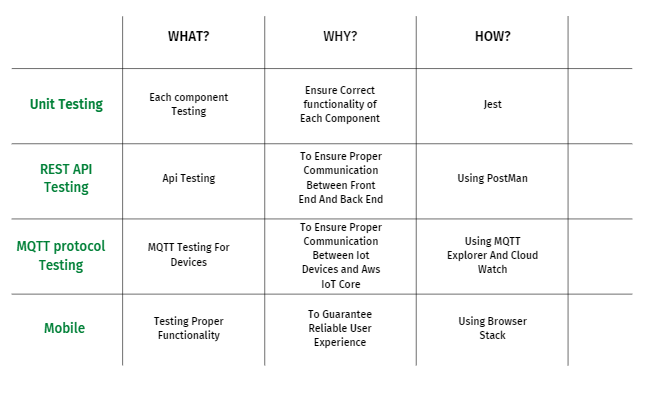 WHAT?
WHY?
HOW?
Unit Testing
Each component
Testing
Ensure Correct
functionality of
Each Component
Jest
REST API
Testing
Api Testing
To Ensure Proper
Communication
Between Front
End And Back End
Using PostMan
MQTT protocol
Testing
MQTT Testing For
Devices
To Ensure Proper
Communication
Between Iot
Devices and Aws
IoT Core
Using MQTT
Explorer And Cloud
Watch
Mobile
Testing Proper
Functionality
To Guarantee
Reliable User
Experience
Using Browser
Stack